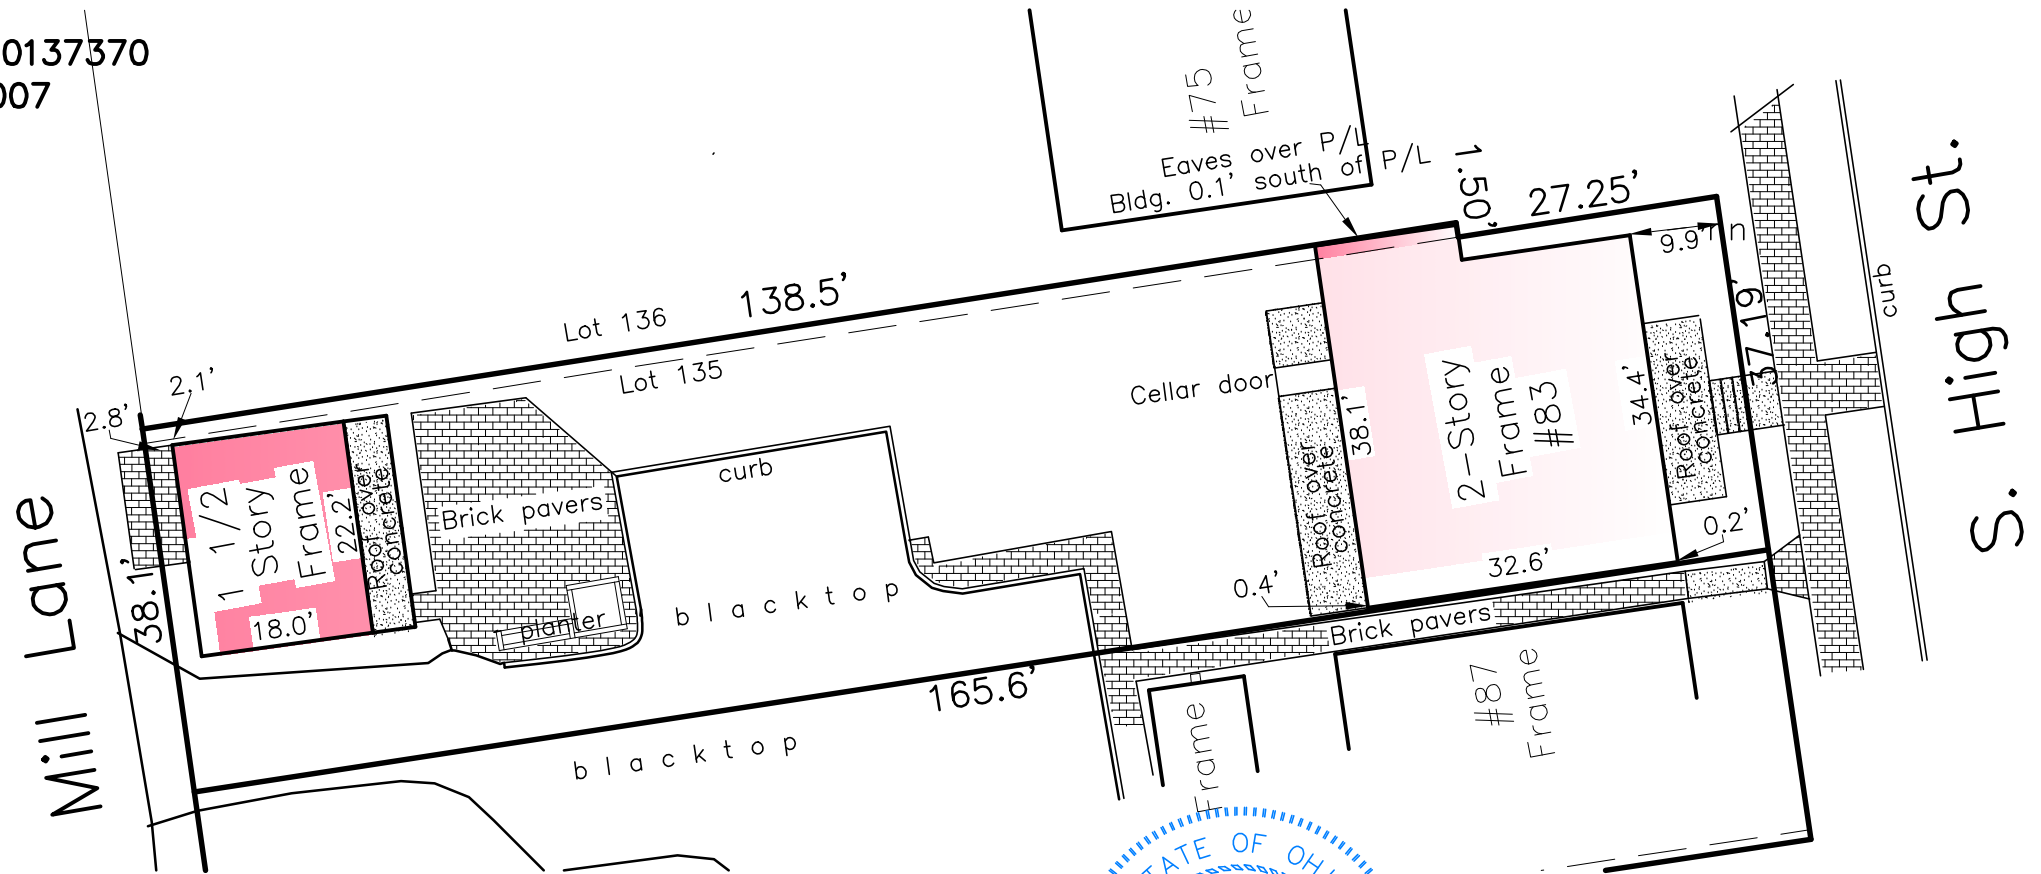 0137370
007
#75
Frame
Eaves over P/L
Bldg. 0.1' south of P/L
1.50'
27.25'
9.9'
37.19'
curb
S. High St.
138.5'
Lot 136
Lot 135
2.1'
2.8'
38.1'
Mill Lane
1 1/2
Story
Frame
22.2'
18.0'
Roof over
concrete
Brick pavers
planter
curb
blacktop
Cellar door
Roof over
concrete
38.1'
2-Story
Frame
#83
34.4'
Roof over
concrete
0.2'
32.6'
0.4'
Brick pavers
165.6'
blacktop
Frame
#87
Frame
STATE OF